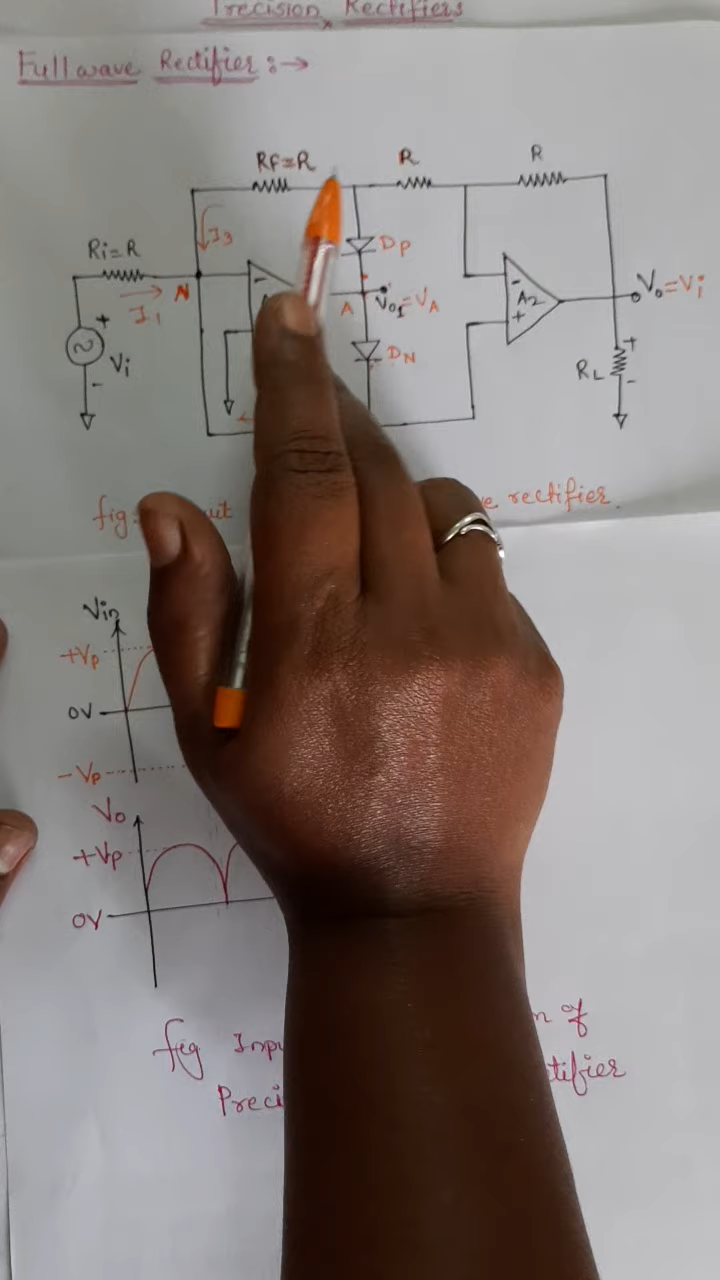 Precision Rectifiers
Fullwave Rectifier :→
RF=R
R
R
I3
DP
Ri=R
N
I1
-
A
Vo1=VA
-
A2
+
Vo=Vi
+
Vi
-
DN
RL
+
-
fig:
rectifier.
Vin
+Vp
0V
-Vp
Vo
+Vp
0V
fig
of